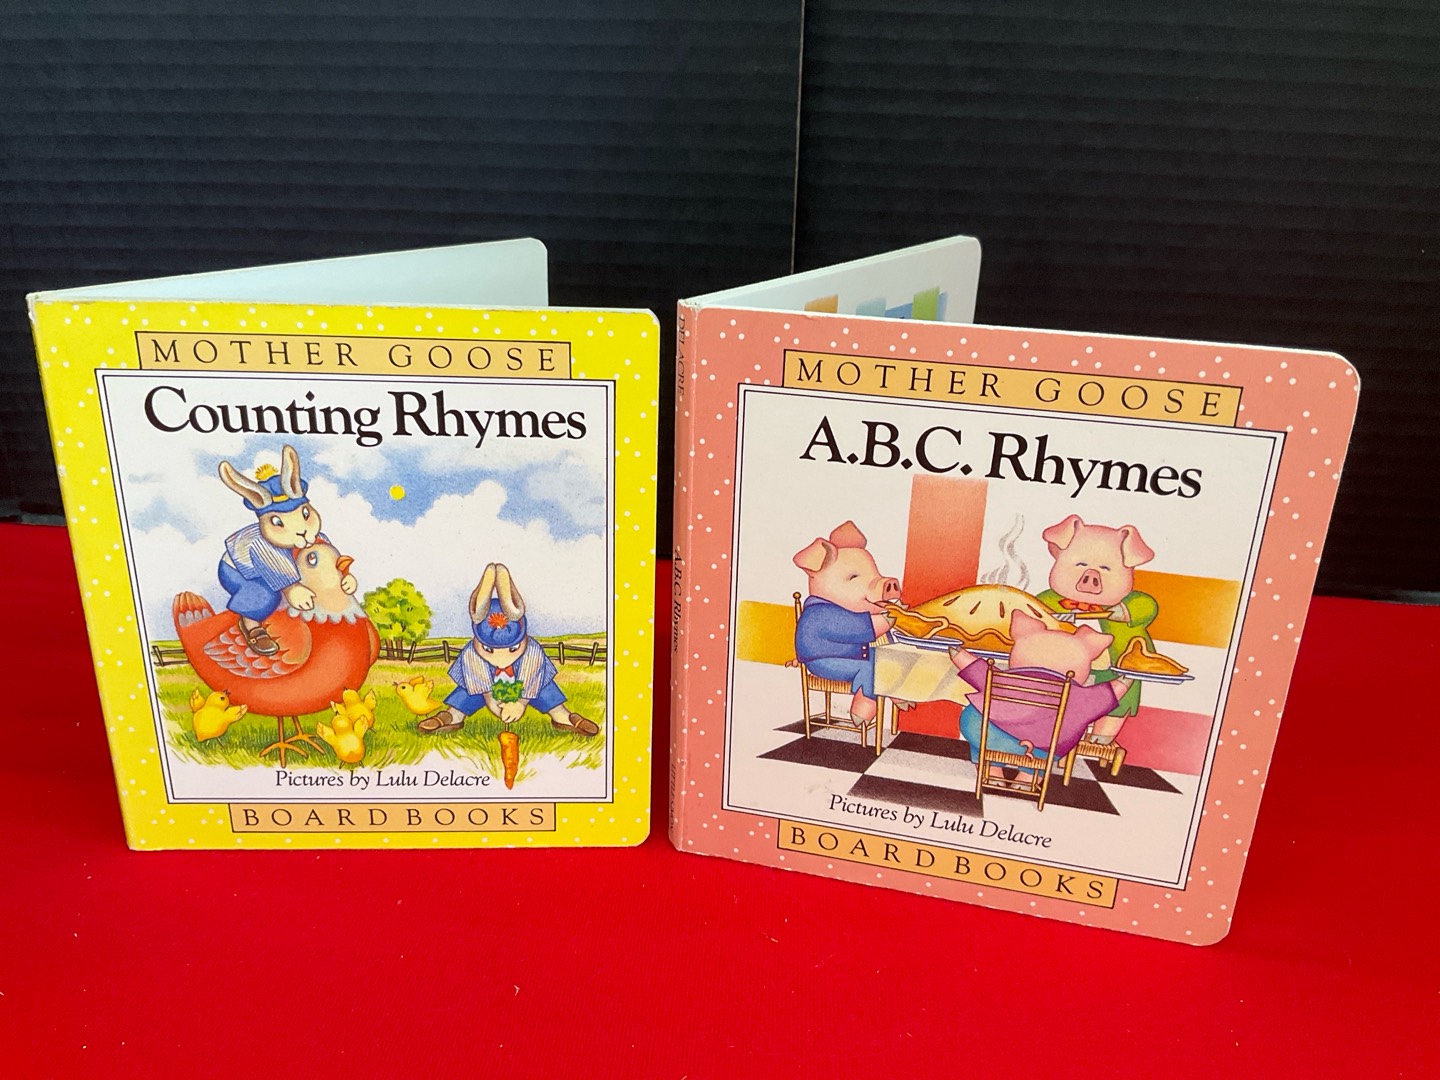 MOTHER GOOSE
Counting Rhymes
Pictures by Lulu Delacre
BOARD BOOKS
DELACRE
A.B.C. Rhymes
MOTHER GOOSE
A.B.C. Rhymes
Pictures by Lulu Delacre
BOARD BOOKS